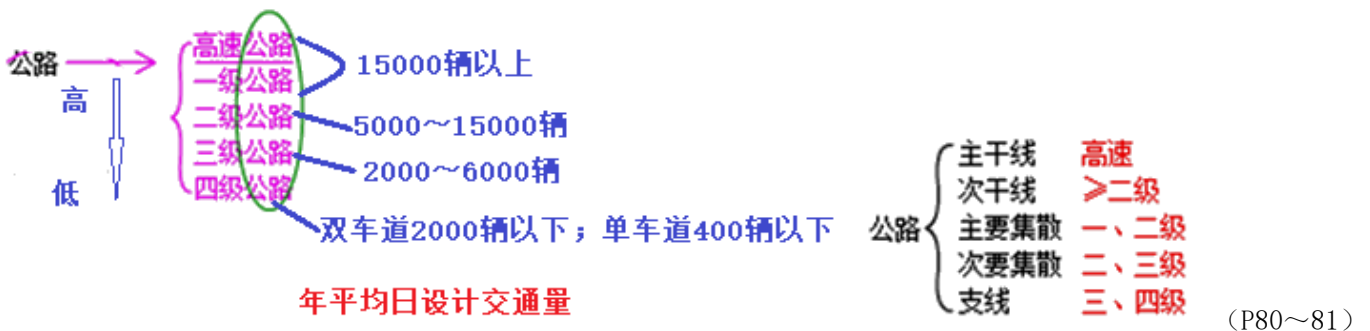 公路
高
低
高速公路
一级公路
二级公路
三级公路
四级公路
15000辆以上
5000～15000辆
2000～6000辆
双车道2000辆以下；单车道400辆以下
年平均日设计交通量
公路
主干线 高速
次干线 ≥二级
主要集散 一、二级
次要集散 二、三级
支线 三、四级
（P80～81）